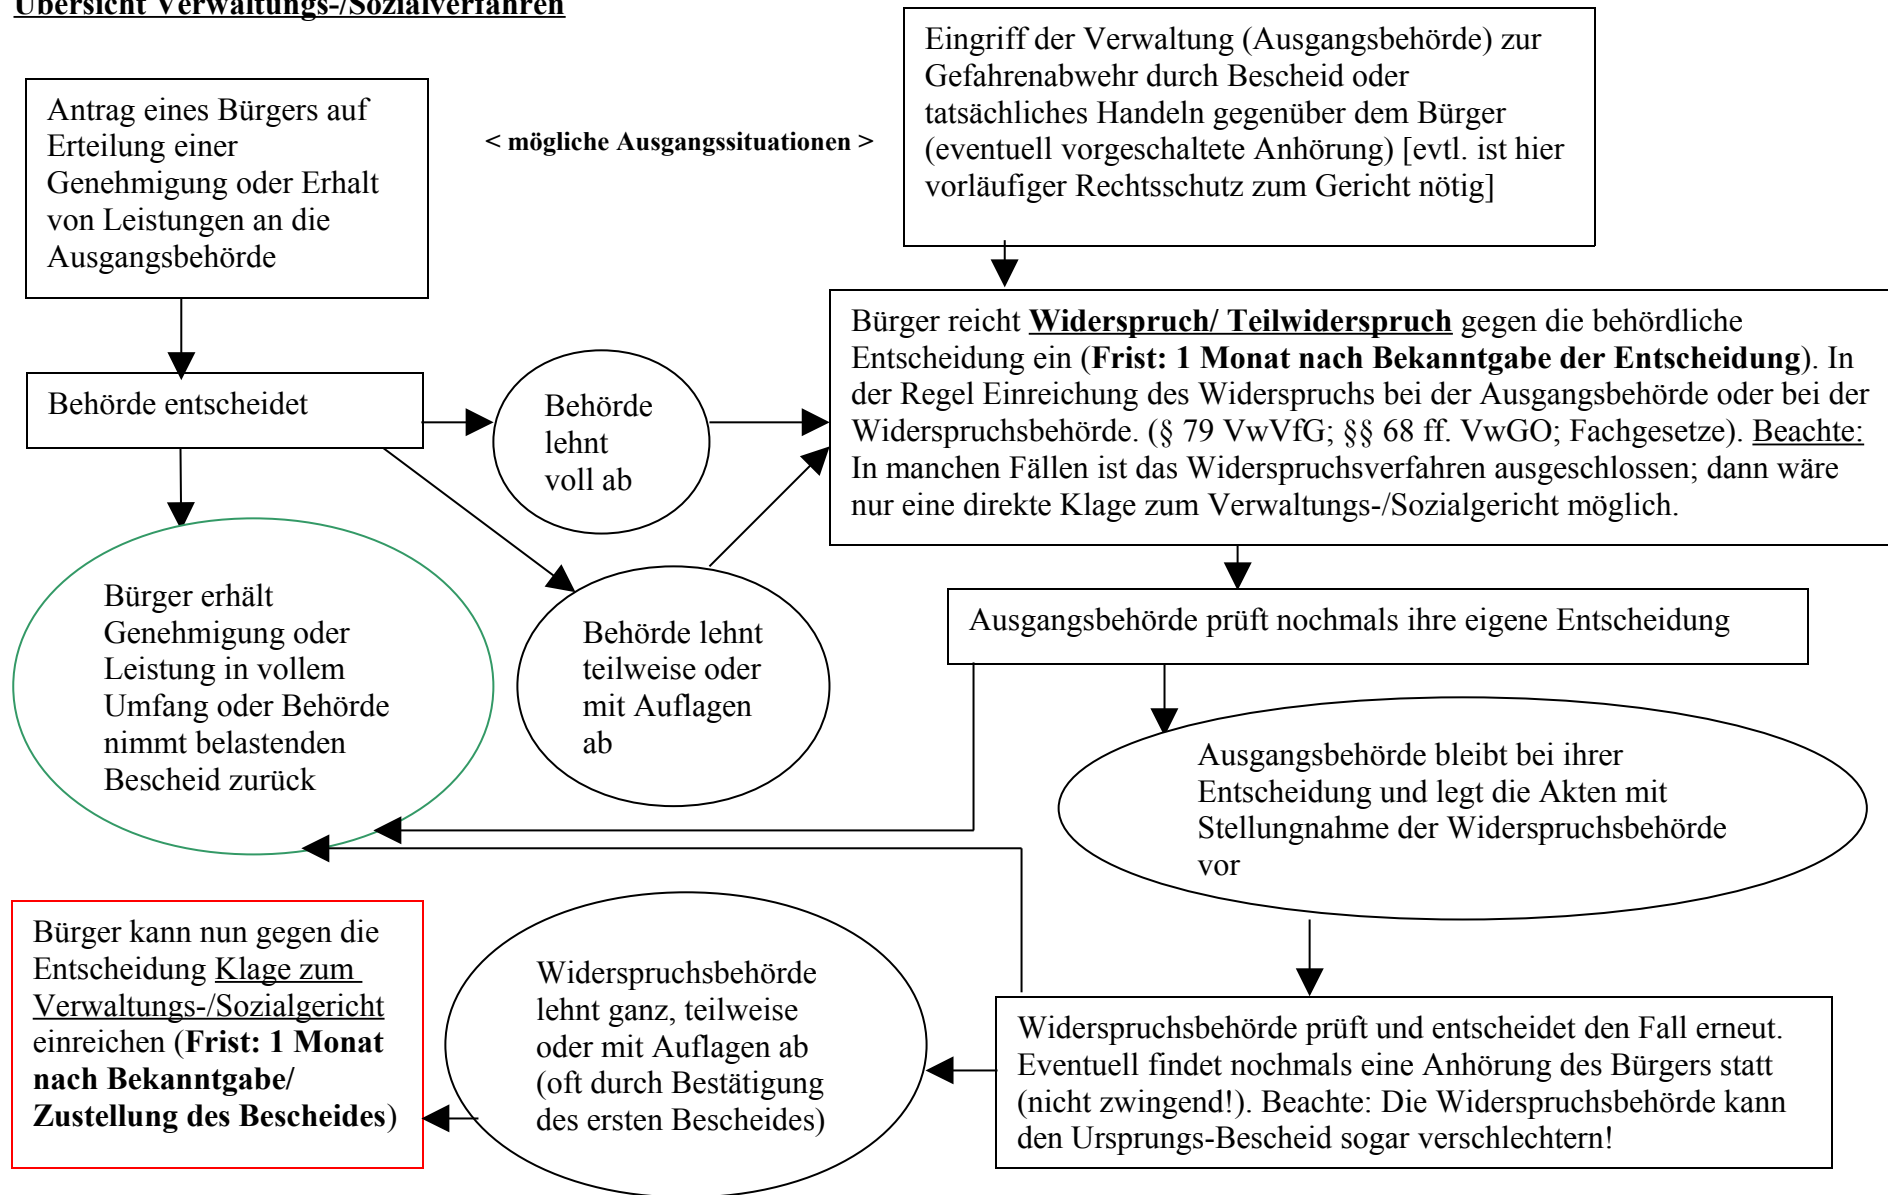 Übersicht Verwaltungs-/Sozialverfahren
Antrag eines Bürgers auf
Erteilung einer
Genehmigung oder Erhalt
von Leistungen an die
Ausgangsbehörde
< mögliche Ausgangssituationen >
Eingriff der Verwaltung (Ausgangsbehörde) zur
Gefahrenabwehr durch Bescheid oder
tatsächliches Handeln gegenüber dem Bürger
(eventuell vorgeschaltete Anhörung) [evtl. ist hier
vorläufiger Rechtsschutz zum Gericht nötig]
Behörde entscheidet
Behörde
lehnt
voll ab
Bürger reicht Widerspruch/ Teilwiderspruch gegen die behördliche
Entscheidung ein (Frist: 1 Monat nach Bekanntgabe der Entscheidung). In
der Regel Einreichung des Widerspruchs bei der Ausgangsbehörde oder bei der
Widerspruchsbehörde. (§ 79 VwVfG; §§ 68 ff. VwGO; Fachgesetze). Beachte:
In manchen Fällen ist das Widerspruchsverfahren ausgeschlossen; dann wäre
nur eine direkte Klage zum Verwaltungs-/Sozialgericht möglich.
Bürger erhält
Genehmigung oder
Leistung in vollem
Umfang oder Behörde
nimmt belastenden
Bescheid zurück
Behörde lehnt
teilweise oder
mit Auflagen
ab
Ausgangsbehörde prüft nochmals ihre eigene Entscheidung
Ausgangsbehörde bleibt bei ihrer
Entscheidung und legt die Akten mit
Stellungnahme der Widerspruchsbehörde
vor
Bürger kann nun gegen die
Entscheidung Klage zum
Verwaltungs-/Sozialgericht
einreichen (Frist: 1 Monat
nach Bekanntgabe/
Zustellung des Bescheides)
Widerspruchsbehörde
lehnt ganz, teilweise
oder mit Auflagen ab
(oft durch Bestätigung
des ersten Bescheides)
Widerspruchsbehörde prüft und entscheidet den Fall erneut.
Eventuell findet nochmals eine Anhörung des Bürgers statt
(nicht zwingend!). Beachte: Die Widerspruchsbehörde kann
den Ursprungs-Bescheid sogar verschlechtern!